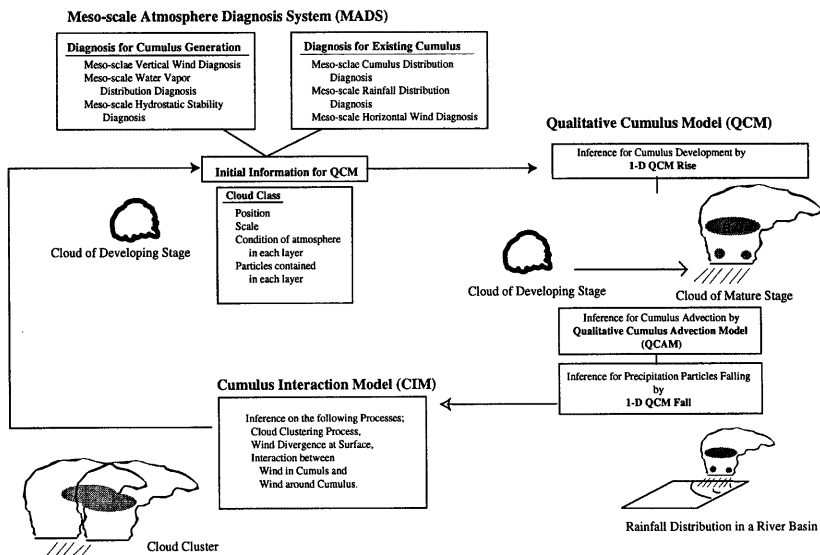 Meso-scale Atmosphere Diagnosis System (MADS)
Diagnosis for Cumulus Generation
Meso-sclae Vertical Wind Diagnosis
Meso-scale Water Vapor
Distribution Diagnosis
Meso-scale Hydrostatic Stability
Diagnosis
Diagnosis for Existing Cumulus
Meso-sclae Cumulus Distribution
Diagnosis
Meso-scale Rainfall Distribution
Diagnosis
Meso-scale Horizontal Wind Diagnosis
Initial Information for QCM
Cloud Class
Position
Scale
Condition of atmosphere
in each layer
Particles contained
in each layer
Cloud of Developing Stage
Qualitative Cumulus Model (QCM)
Inference for Cumulus Development by
1-D QCM Rise
Cloud of Developing Stage
Cloud of Mature Stage
Inference for Cumulus Advection by
Qualitative Cumulus Advection Model
(QCAM)
Inference for Precipitation Particles Falling
by
1-D QCM Fall
Rainfall Distribution in a River Basin
Cumulus Interaction Model (CIM)
Inference on the following Processes;
Cloud Clustering Process,
Wind Divergence at Surface,
Interaction between
Wind in Cumuls and
Wind around Cumulus.
Cloud Cluster